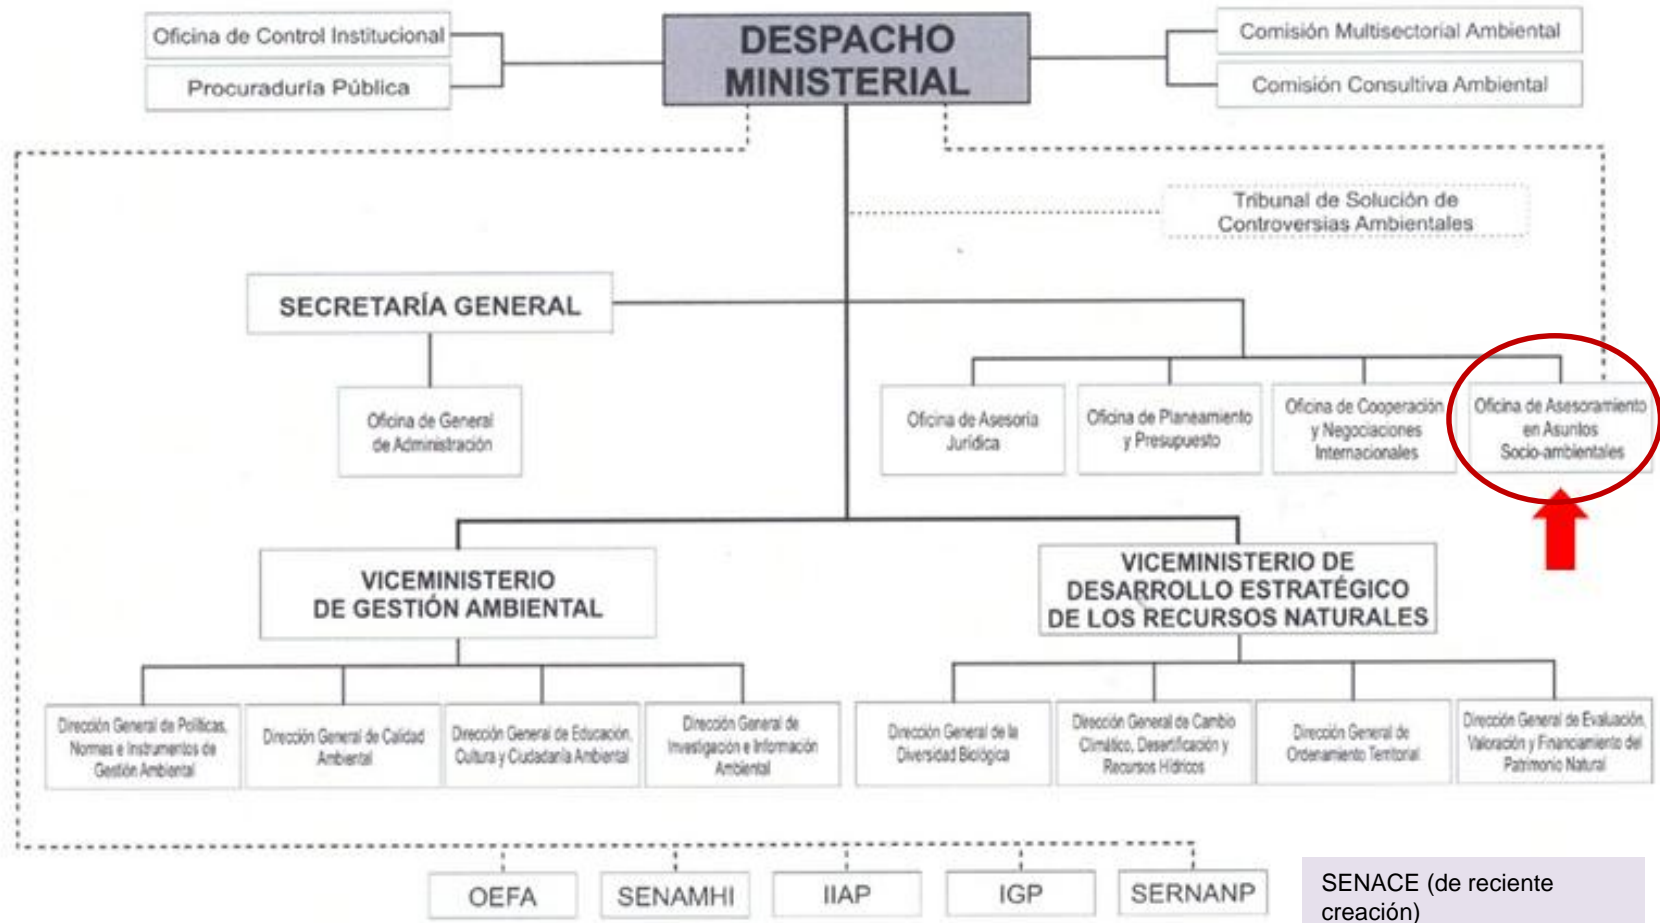 Oficina de Control Institucional
Procuraduría Pública
DESPACHO
MINISTERIAL
Comisión Multisectorial Ambiental
Comisión Consultiva Ambiental
Tribunal de Solución de
Controversias Ambientales
SECRETARÍA GENERAL
Oficina de General
de Administración
Oficina de Asesoría
Jurídica
Oficina de Planeamiento
y Presupuesto
Oficina de Cooperación
y Negociaciones
Internacionales
Oficina de Asesoramiento
en Asuntos
Socio-ambientales
VICEMINISTERIO
DE GESTIÓN AMBIENTAL
VICEMINISTERIO DE
DESARROLLO ESTRATÉGICO
DE LOS RECURSOS NATURALES
Dirección General de Políticas,
Normas e Instrumentos de
Gestión Ambiental
Dirección General de Calidad
Ambiental
Dirección General de Educación,
Cultura y Ciudadanía Ambiental
Dirección General de
Investigación e Información
Ambiental
Dirección General de la
Diversidad Biológica
Dirección General de Cambio
Climático, Desertificación y
Recursos Hídricos
Dirección General de
Ordenamiento Territorial
Dirección General de Evaluación,
Valoración y Financiamiento del
Patrimonio Natural
OEFA
SENAMHI
IIAP
IGP
SERNANP
SENACE (de reciente
creación)